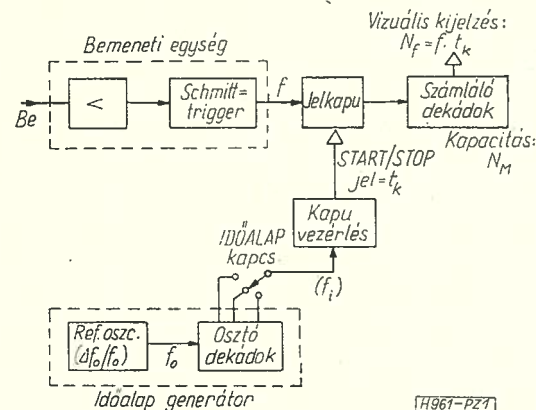 Vizuális kijelzés:
N_f = f. t_k
Bemeneti egység
Be
<
Schmitt=
trigger
f
Jelkapu
Számláló
dekádok
Kapacitás:
N_M
START/STOP
jel=t_k
Kapu
vezérlés
IDŐALAP
kapcs
(f_i)
Ref.oszc.
(Δf_o/f_o)
f_o
Osztó
dekádok
Időalap generátor
H961-PZ1